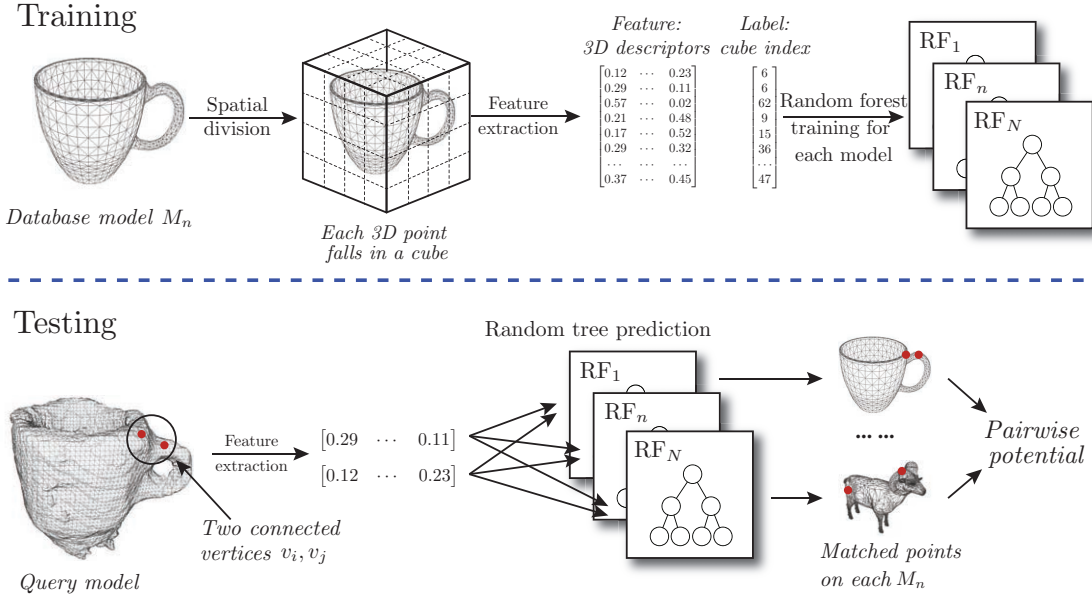 Training
Database model Mₙ
Spatial
division
Each 3D point
falls in a cube
Feature
extraction
Feature:
3D descriptors
0.12 ⋯ 0.23
0.29 ⋯ 0.11
0.57 ⋯ 0.02
0.21 ⋯ 0.48
0.17 ⋯ 0.52
0.29 ⋯ 0.32
⋯ ⋯ ⋯
0.37 ⋯ 0.45
Label:
cube index
6
6
62
9
15
36
⋯
47
Random forest
training for
each model
RF₁
RFₙ
RF_N
Testing
Query model
Two connected
vertices vᵢ, vⱼ
Feature
extraction
[0.29 ⋯ 0.11]
[0.12 ⋯ 0.23]
Random tree prediction
RF₁
RFₙ
RF_N
... ...
Matched points
on each Mₙ
Pairwise
potential